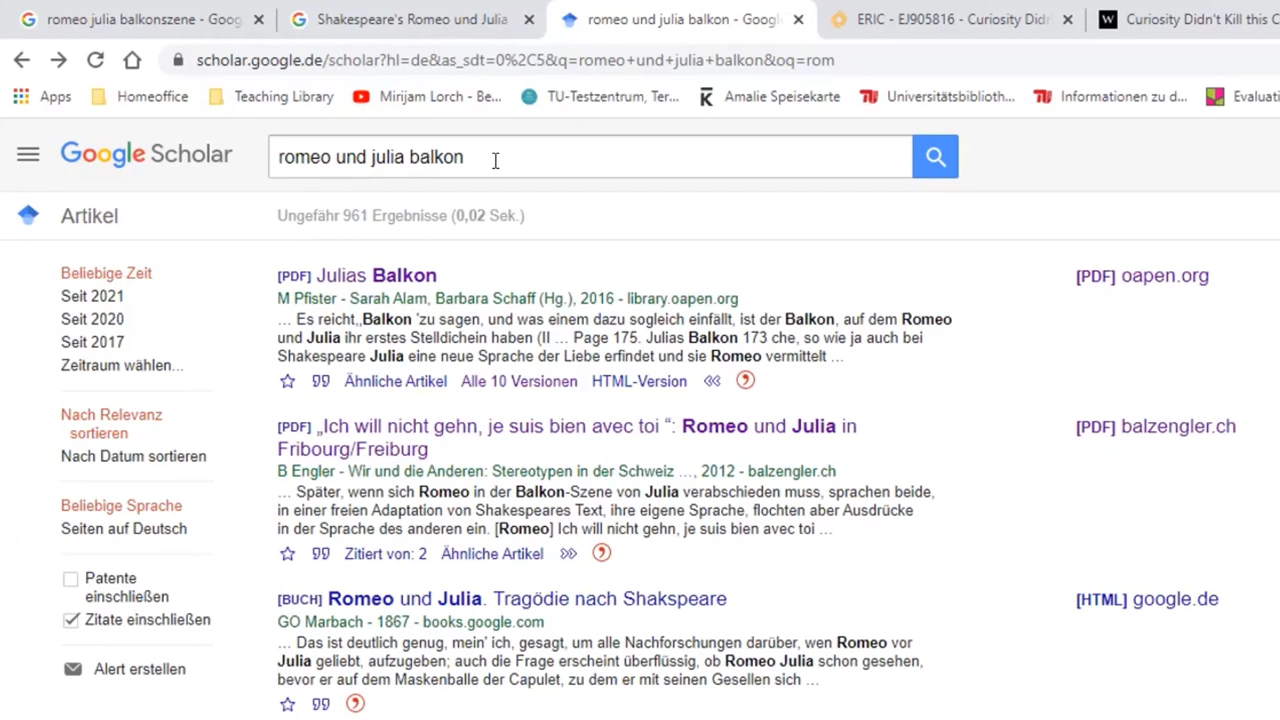 romeo julia balkonszene - Goog
Shakespeare's Romeo und Julia
romeo und julia balkon - Google
ERIC - EJ905816 - Curiosity Didn'
Curiosity Didn't Kill this C
scholar.google.de/scholar?hl=de&as_sdt=0%2C5&q=romeo+und+julia+balkon&oq=rom
Apps
Homeoffice
Teaching Library
Mirijam Lorch - Be...
TU-Testzentrum, Ter...
Amalie Speisekarte
Universitätsbiblioth...
Informationen zu d...
Evaluati
Google Scholar
romeo und julia balkon
Artikel
Ungefähr 961 Ergebnisse (0,02 Sek.)
Beliebige Zeit
Seit 2021
Seit 2020
Seit 2017
Zeitraum wählen...
Nach Relevanz
sortieren
Nach Datum sortieren
Beliebige Sprache
Seiten auf Deutsch
Patente
einschließen
Zitate einschließen
Alert erstellen
[PDF] Julias Balkon
M Pfister - Sarah Alam, Barbara Schaff (Hg.), 2016 - library.oapen.org
... Es reicht,,Balkon 'zu sagen, und was einem dazu sogleich einfällt, ist der Balkon, auf dem Romeo
und Julia ihr erstes Stelldichein haben (II ... Page 175. Julias Balkon 173 che, so wie ja auch bei
Shakespeare Julia eine neue Sprache der Liebe erfindet und sie Romeo vermittelt ...
Ähnliche Artikel Alle 10 Versionen HTML-Version
[PDF] oapen.org
[PDF] „Ich will nicht gehn, je suis bien avec toi “: Romeo und Julia in
Fribourg/Freiburg
B Engler - Wir und die Anderen: Stereotypen in der Schweiz ..., 2012 - balzengler.ch
... Später, wenn sich Romeo in der Balkon-Szene von Julia verabschieden muss, sprachen beide,
in einer freien Adaptation von Shakespeares Text, ihre eigene Sprache, flochten aber Ausdrücke
in der Sprache des anderen ein. [Romeo] Ich will nicht gehn, je suis bien avec toi ...
Zitiert von: 2 Ähnliche Artikel
[PDF] balzengler.ch
[BUCH] Romeo und Julia. Tragödie nach Shakspeare
GO Marbach - 1867 - books.google.com
... Das ist deutlich genug, mein' ich, gesagt, um alle Nachforschungen darüber, wen Romeo vor
Julia geliebt, aufzugeben; auch die Frage erscheint überflüssig, ob Romeo Julia schon gesehen,
bevor er auf dem Maskenballe der Capulet, zu dem er mit seinen Gesellen sich ...
[HTML] google.de